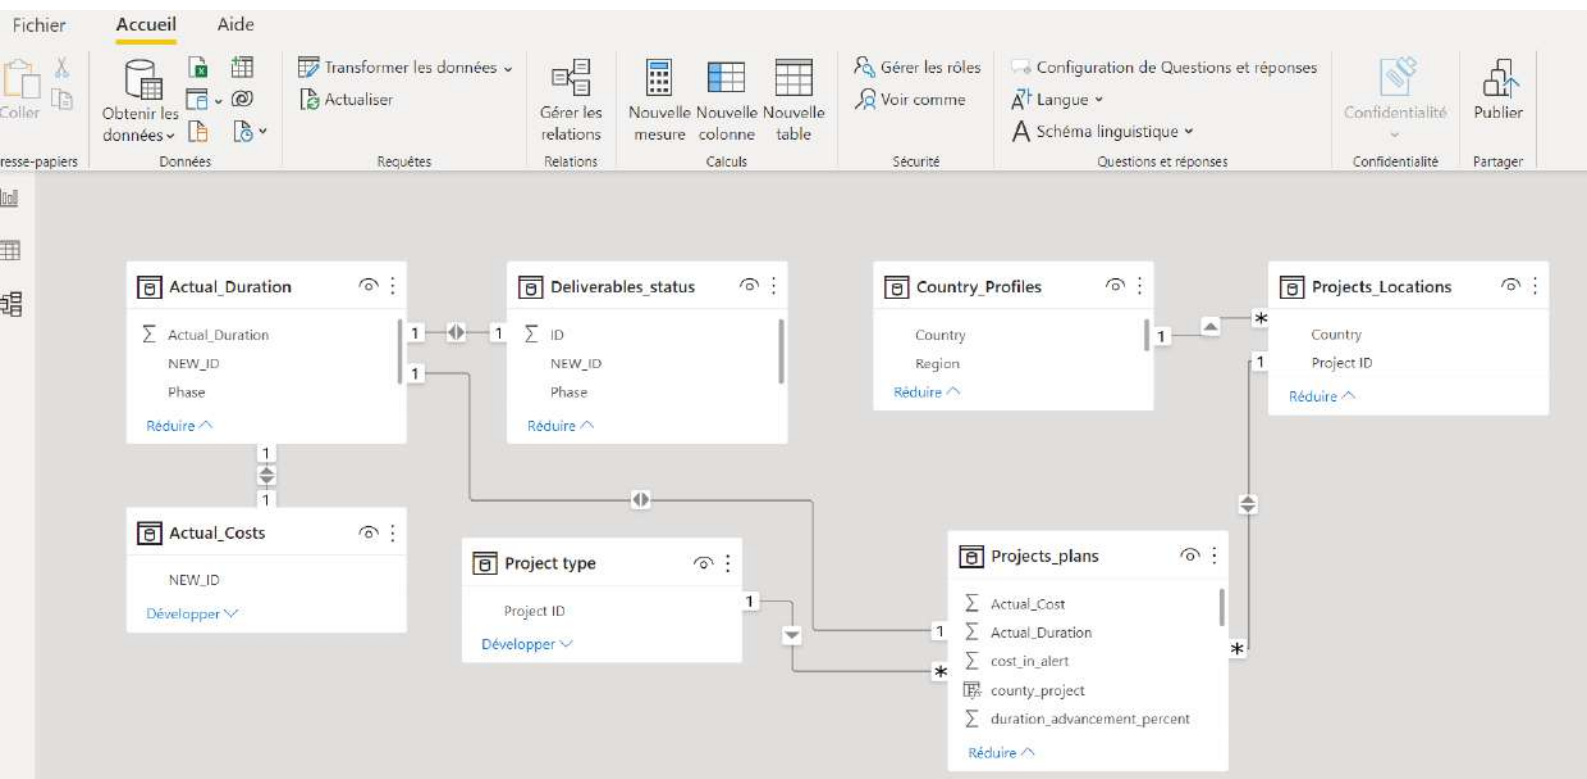 Fichier Accueil Aide
Transformer les données
Gérer les rôles
Configuration de Questions et réponses
Actualiser
Voir comme
Langue
Coller
Obtenir les
données
Gérer les
relations
Nouvelle
mesure
Nouvelle
colonne
Nouvelle
table
Schéma linguistique
Confidentialité
Publier
resse-papiers
Données
Requêtes
Relations
Calculs
Sécurité
Questions et réponses
Confidentialité
Partager
Actual_Duration
Σ Actual_Duration
NEW_ID
Phase
Réduire
1
1
Deliverables_status
1
Σ ID
NEW_ID
Phase
Réduire
Country_Profiles
Country
Region
Réduire
1
Projects_Locations
*
Country
1
Project ID
Réduire
1
1
Actual_Costs
NEW_ID
Développer
Project type
Project ID
Développer
1
Projects_plans
Σ Actual_Cost
1
Σ Actual_Duration
*
Σ cost_in_alert
*
county_project
Σ duration_advancement_percent
Réduire